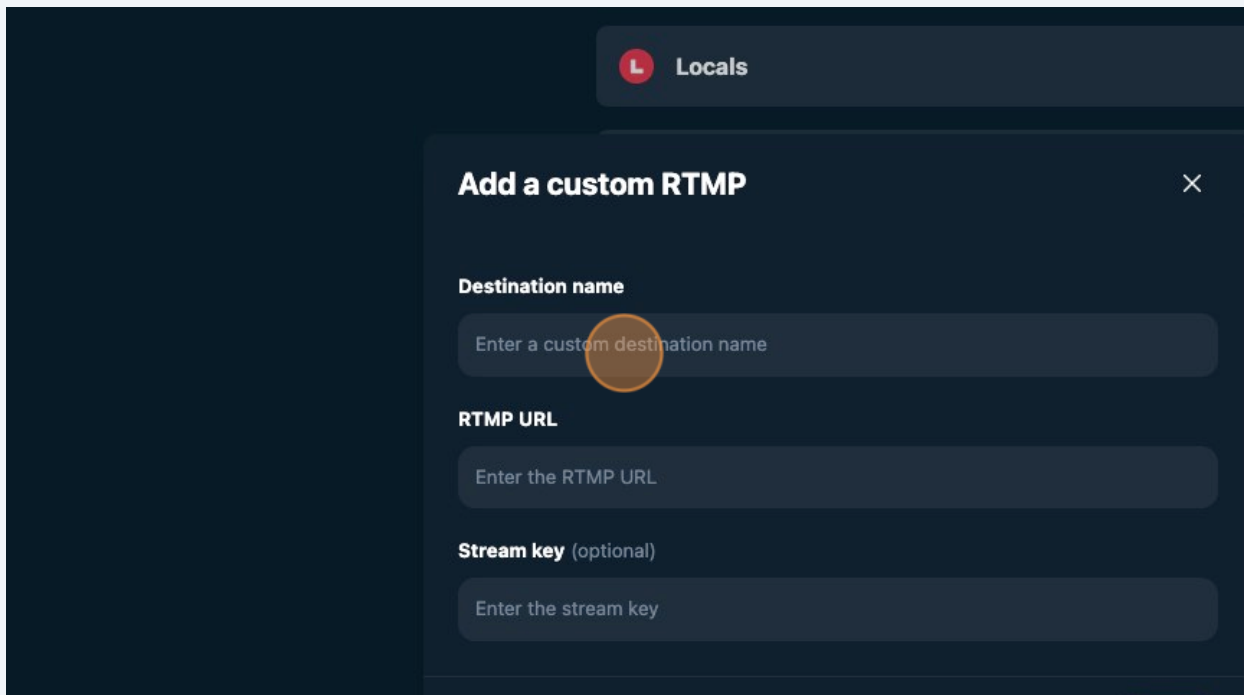 L Locals
Add a custom RTMP
Destination name
Enter a custom destination name
RTMP URL
Enter the RTMP URL
Stream key (optional)
Enter the stream key